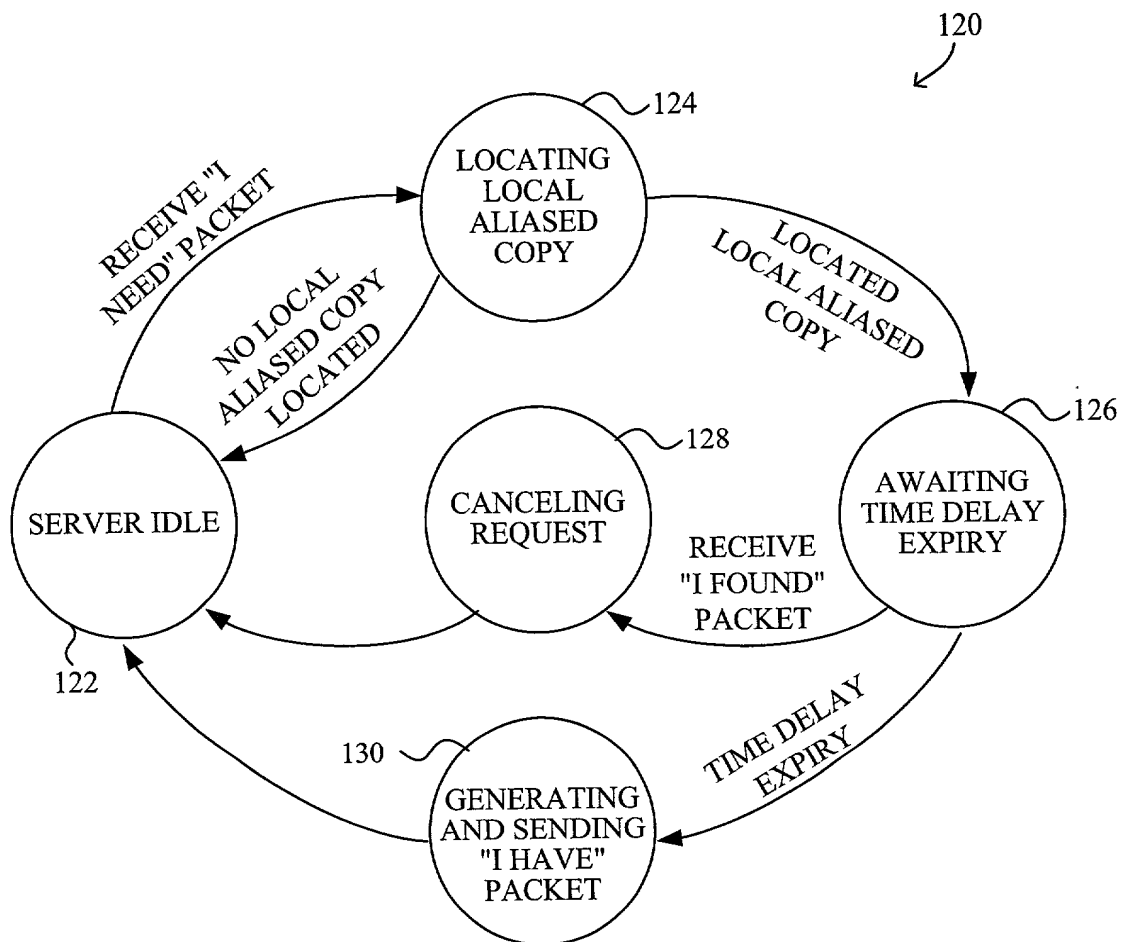 120
124
LOCATING
LOCAL
ALIASED
COPY
RECEIVE "I
NEED" PACKET
NO LOCAL
ALIASED COPY
LOCATED
LOCATED
LOCAL ALIASED
COPY
126
128
SERVER IDLE
CANCELING
REQUEST
AWAITING
TIME DELAY
EXPIRY
RECEIVE
"I FOUND"
PACKET
122
TIME DELAY
EXPIRY
130
GENERATING
AND SENDING
"I HAVE"
PACKET